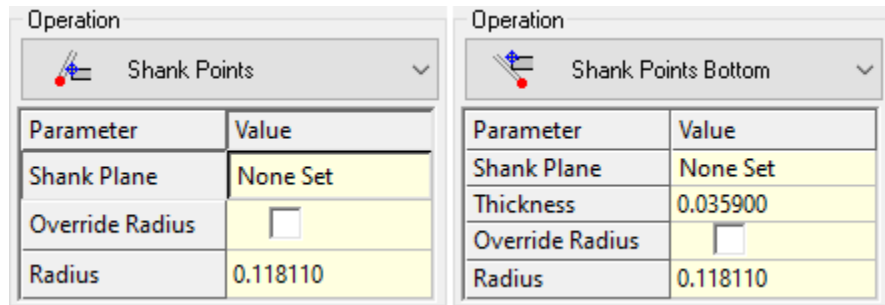 Operation
Shank Points
Parameter Value
Shank Plane None Set
Override Radius
Radius 0.118110
Operation
Shank Points Bottom
Parameter Value
Shank Plane None Set
Thickness 0.035900
Override Radius
Radius 0.118110